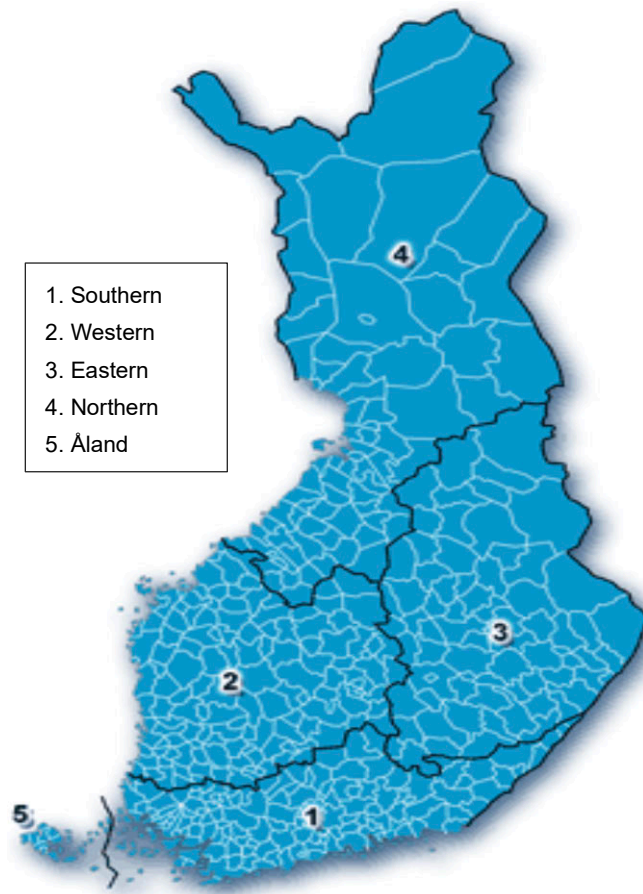 4
1. Southern
2. Western
3. Eastern
4. Northern
5. Åland
3
2
5
1